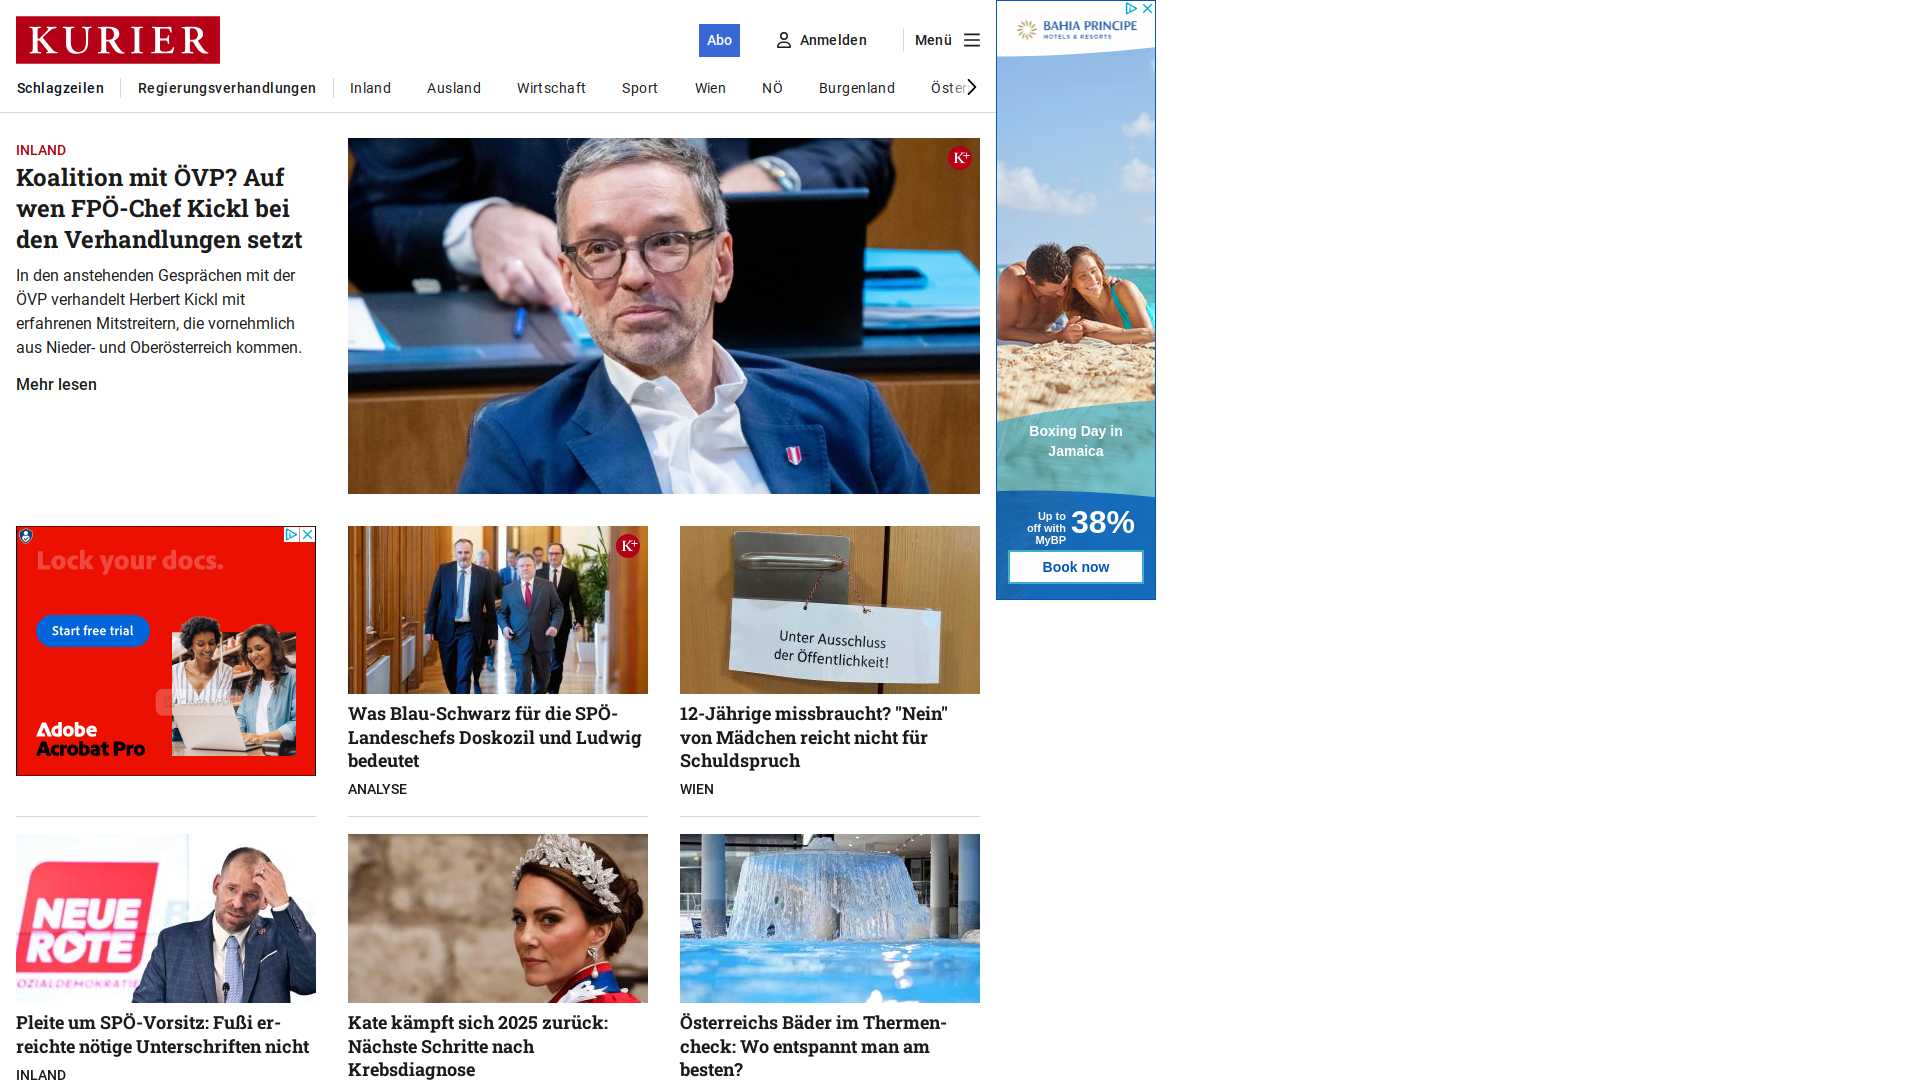 KURIER
Abo
Anmelden
Menü
Schlagzeilen
Regierungsverhandlungen
Inland
Ausland
Sport
Wirtschaft
Wien
NÖ
Burgenland
Öster
INLAND
Koalition mit ÖVP? Auf
wen FPÖ-Chef Kickl bei
den Verhandlungen setzt
In den anstehenden Gesprächen mit der
ÖVP verhandelt Herbert Kickl mit
erfahrenen Mitstreitern, die vornehmlich
aus Nieder- und Oberösterreich kommen.
Mehr lesen
K+
BAHIA PRINCIPE
HOTELS & RESORTS
Boxing Day in
Jamaica
Up to
off with
MyBP
38%
Book now
Lock your docs.
Start free trial
Adobe
Acrobat Pro
K+
Was Blau-Schwarz für die SPÖ-
Landeschefs Doskozil und Ludwig
bedeutet
ANALYSE
Unter Ausschluss
der Öffentlichkeit!
12-Jährige missbraucht? "Nein"
von Mädchen reicht nicht für
Schuldspruch
WIEN
NEUE
ROTE
OZIALDEMOKRATIE
Pleite um SPÖ-Vorsitz: Fußi er-
reichte nötige Unterschriften nicht
INLAND
Kate kämpft sich 2025 zurück:
Nächste Schritte nach
Krebsdiagnose
Österreichs Bäder im Thermen-
check: Wo entspannt man am
besten?